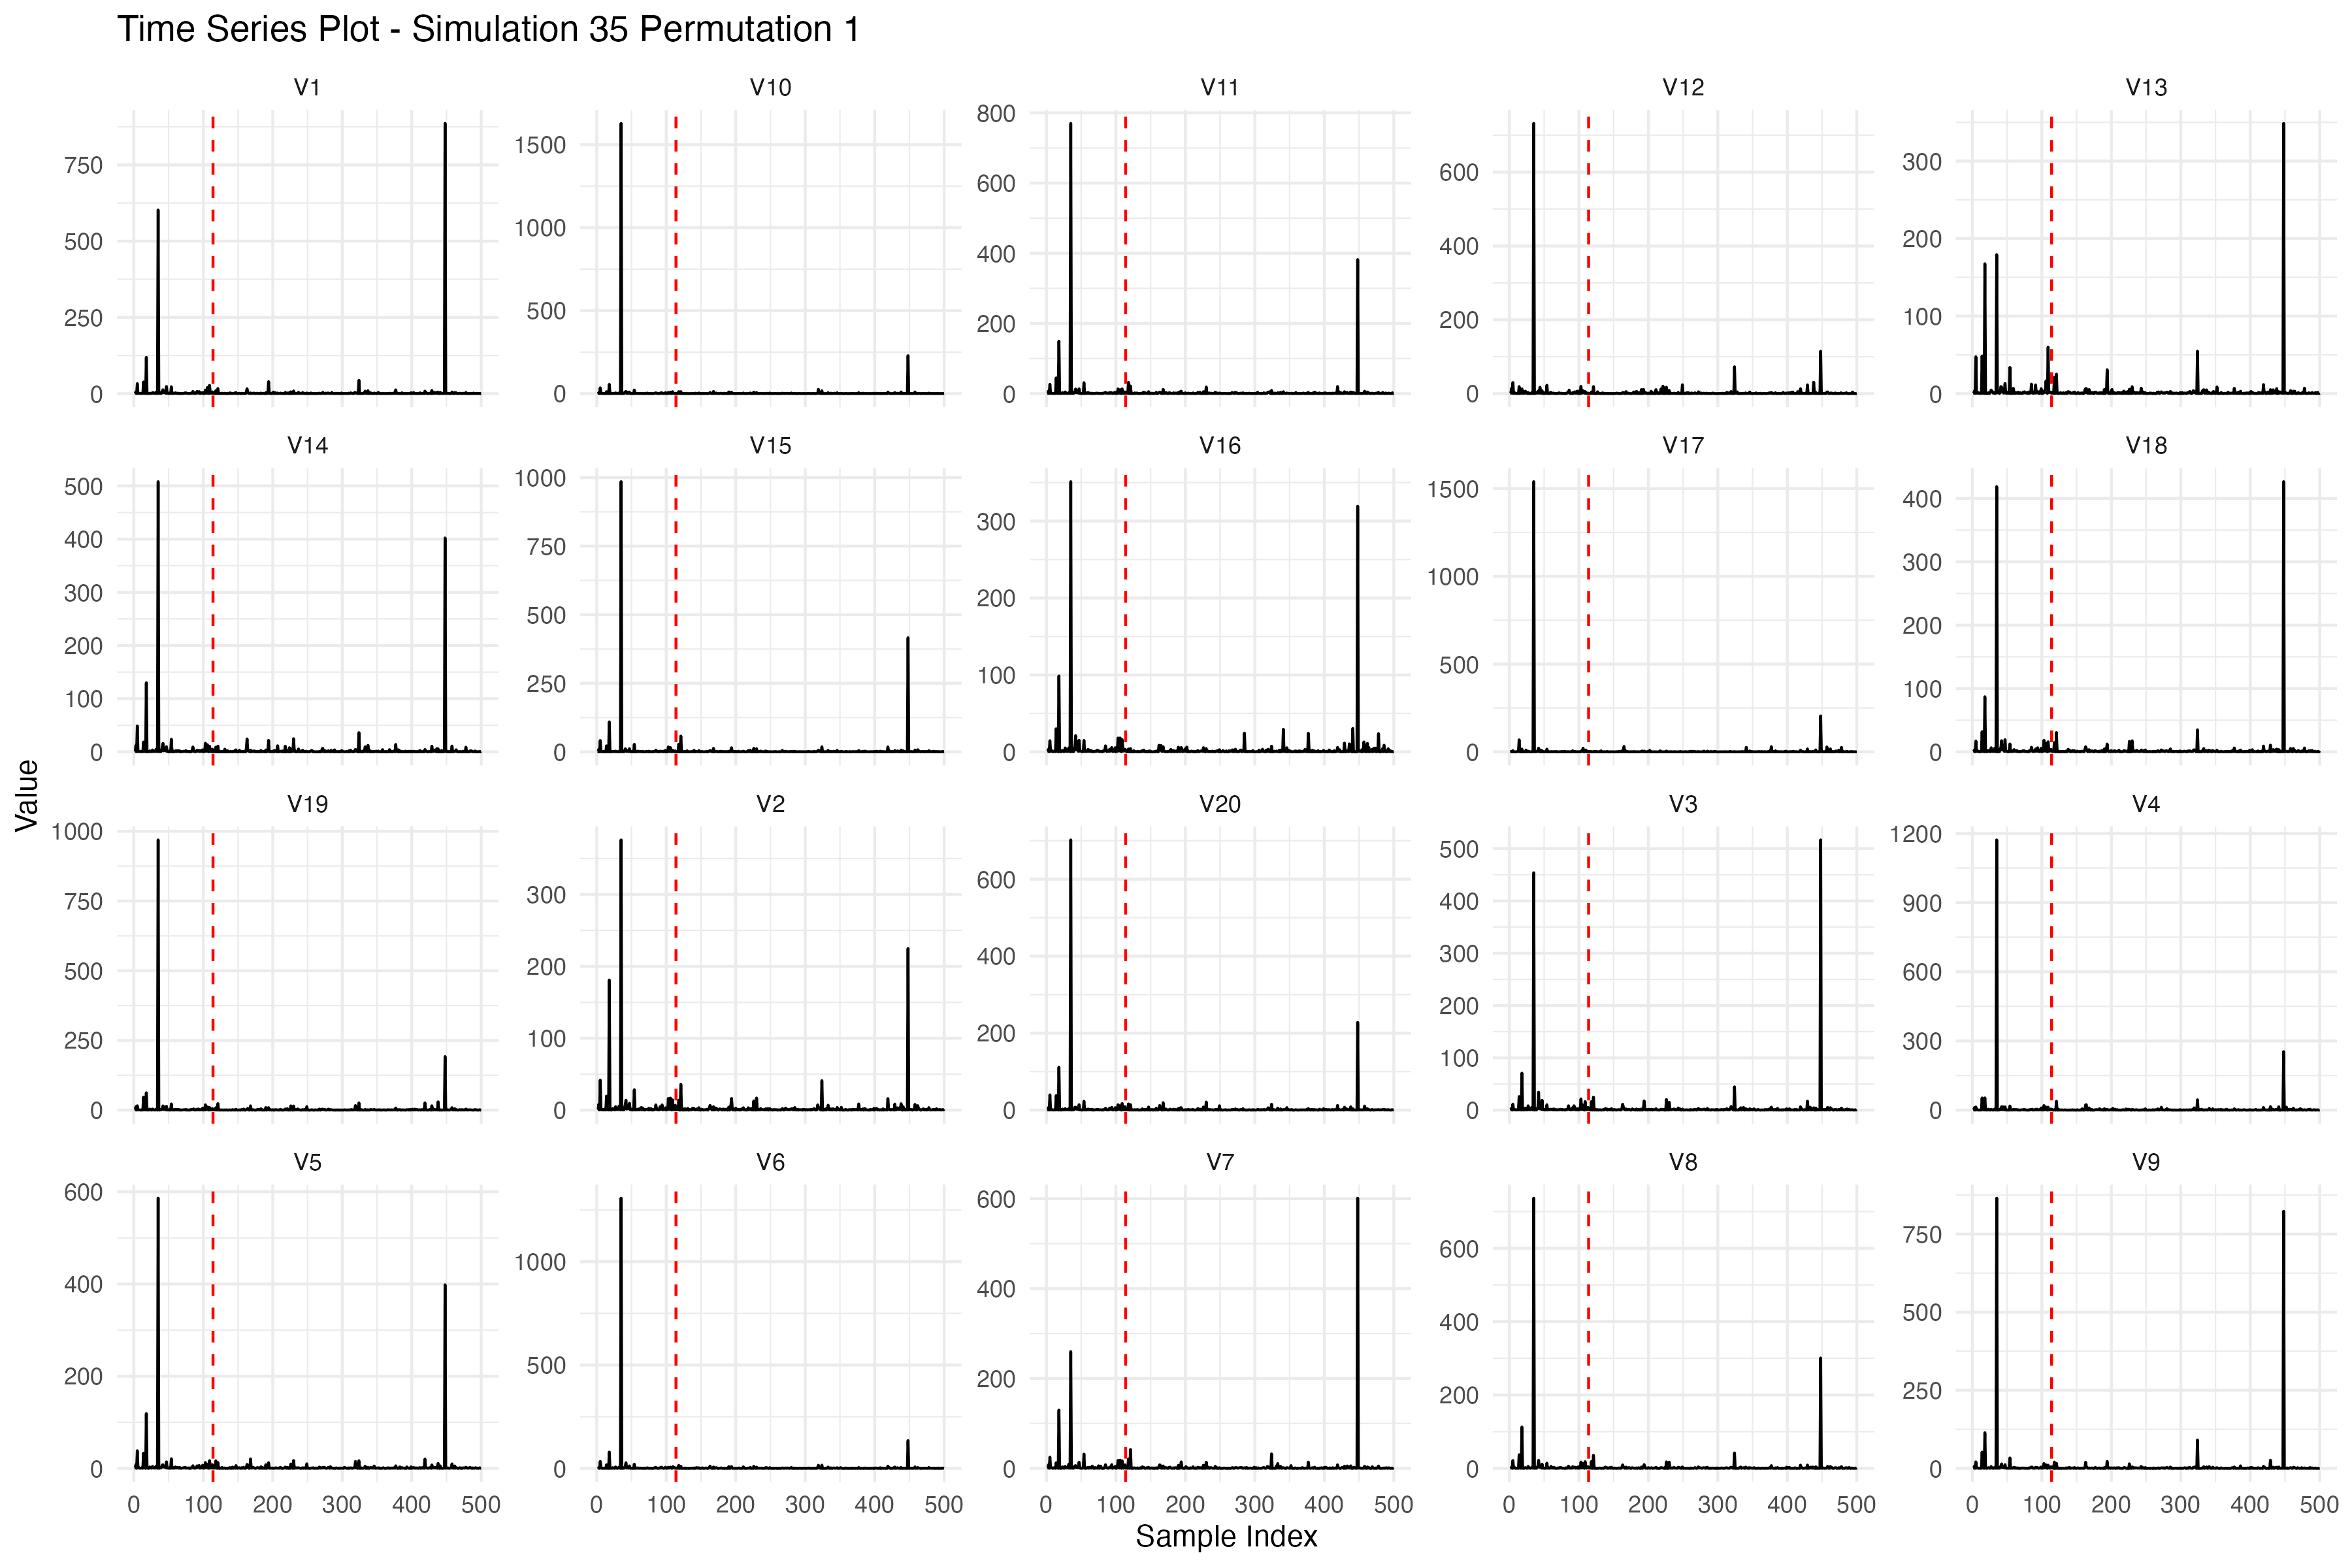 Time Series Plot - Simulation 35 Permutation 1
V1 V10 V11 V12 V13
750 500 250 0
1500 1000 500 0
800 600 400 200 0
600 400 200 0
300 200 100 0
V14 V15 V16 V17 V18
500 400 300 200 100 0
1000 750 500 250 0
300 200 100 0
1500 1000 500 0
400 300 200 100 0
Value
V19 V2 V20 V3 V4
1000 750 500 250 0
300 200 100 0
600 400 200 0
500 400 300 200 100 0
1200 900 600 300 0
V5 V6 V7 V8 V9
600 400 200 0
1000 500 0
600 400 200 0
600 400 200 0
750 500 250 0
0 100 200 300 400 500 0 100 200 300 400 500 0 100 200 300 400 500 0 100 200 300 400 500 0 100 200 300 400 500
Sample Index